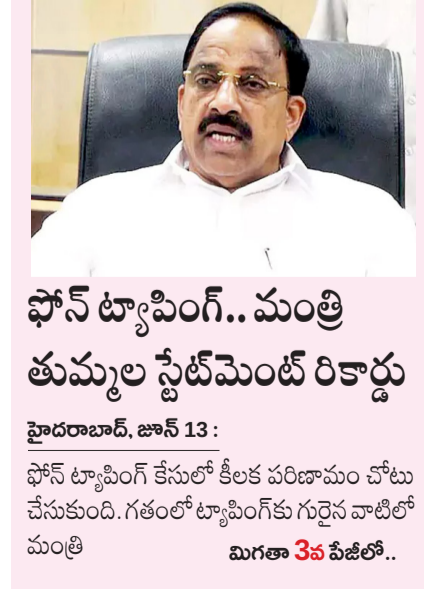 ఫోన్ ట్యాపింగ్.. మంత్రి
తుమ్మల స్టేట్‌మెంట్ రికార్డు
హైదరాబాద్, జూన్ 13 :
ఫోన్ ట్యాపింగ్ కేసులో కీలక పరిణామం చోటు
చేసుకుంది. గతంలో ట్యాపింగ్‌కు గురైన వాటిలో
మంత్రి మిగతా 3వ పేజీలో..